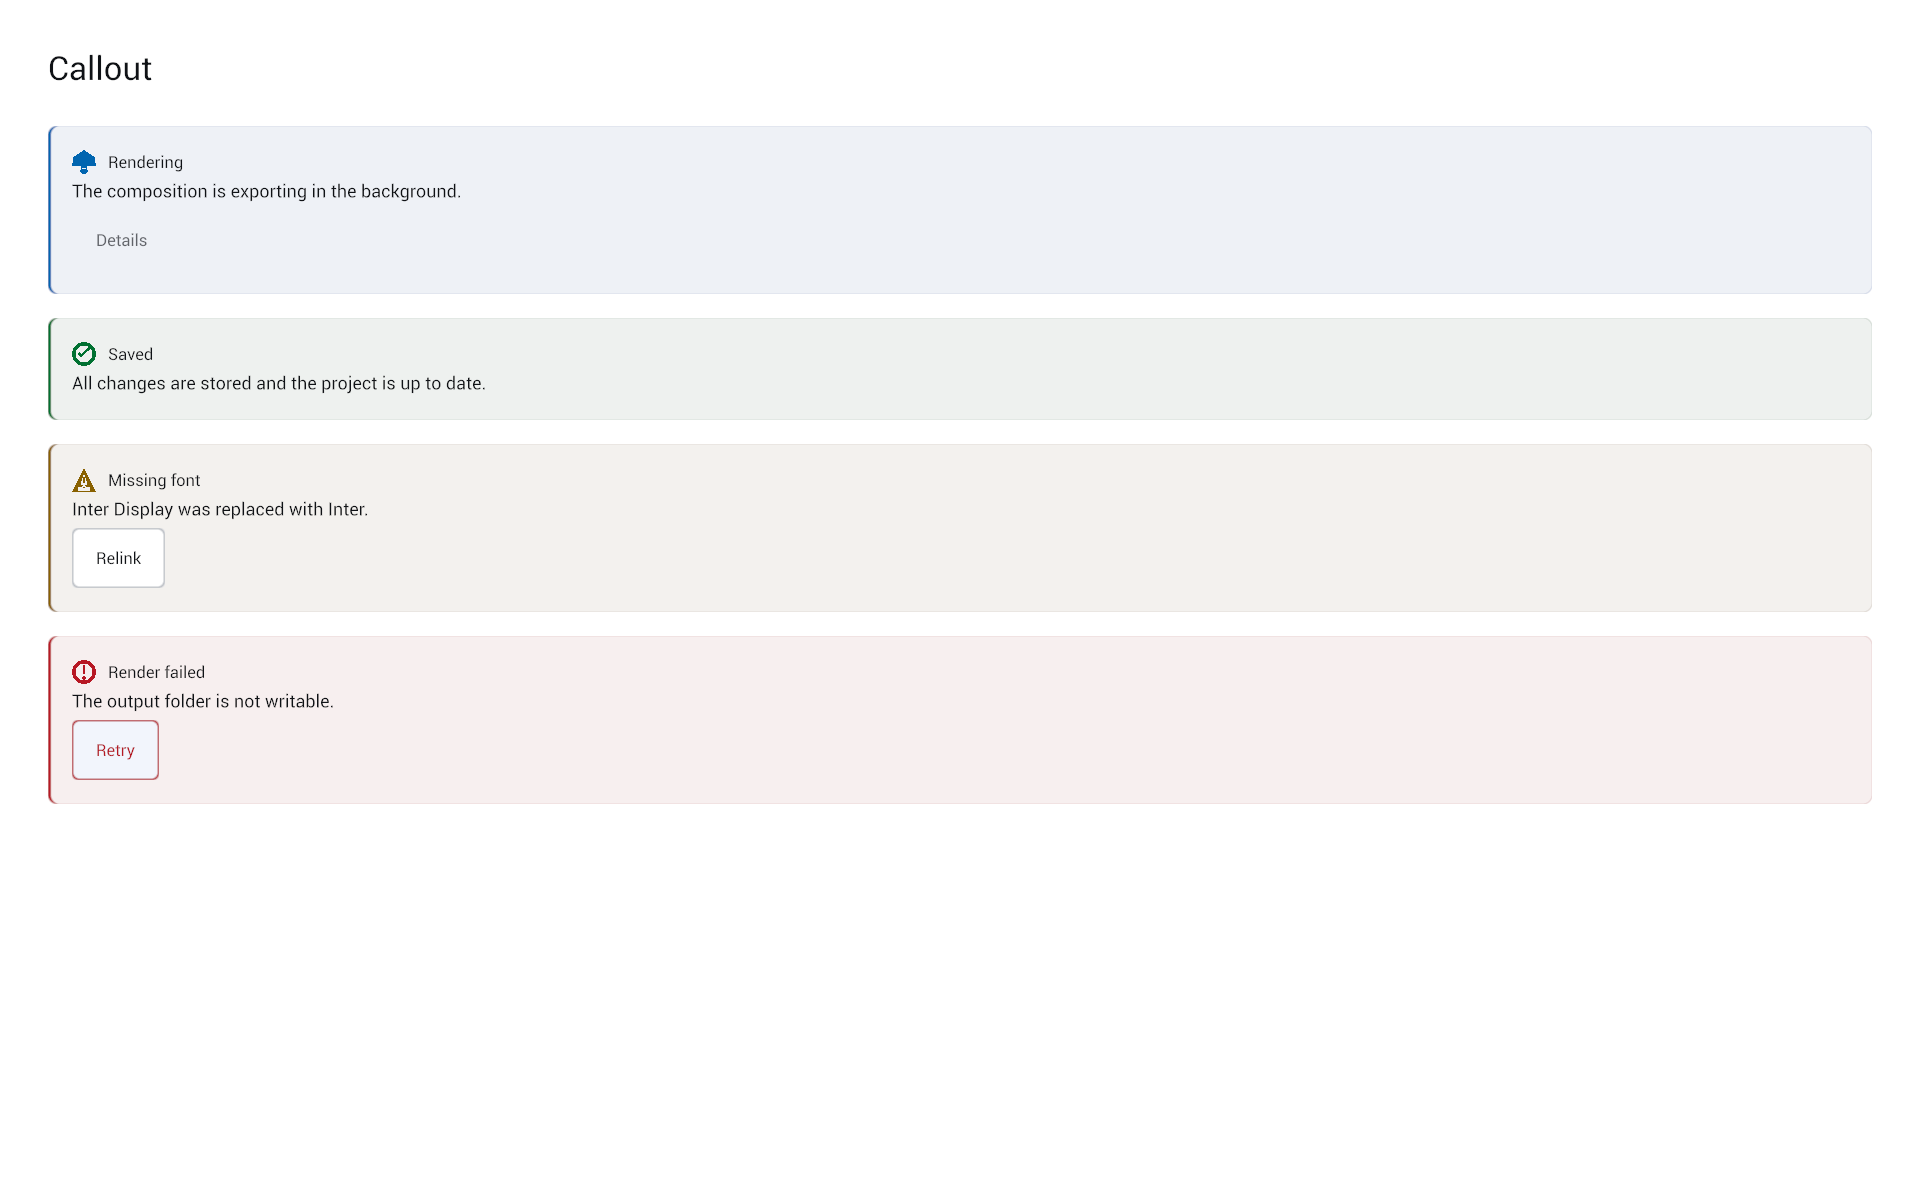 Callout
Rendering
The composition is exporting in the background.
Details
Saved
All changes are stored and the project is up to date.
Missing font
Inter Display was replaced with Inter.
Relink
Render failed
The output folder is not writable.
Retry